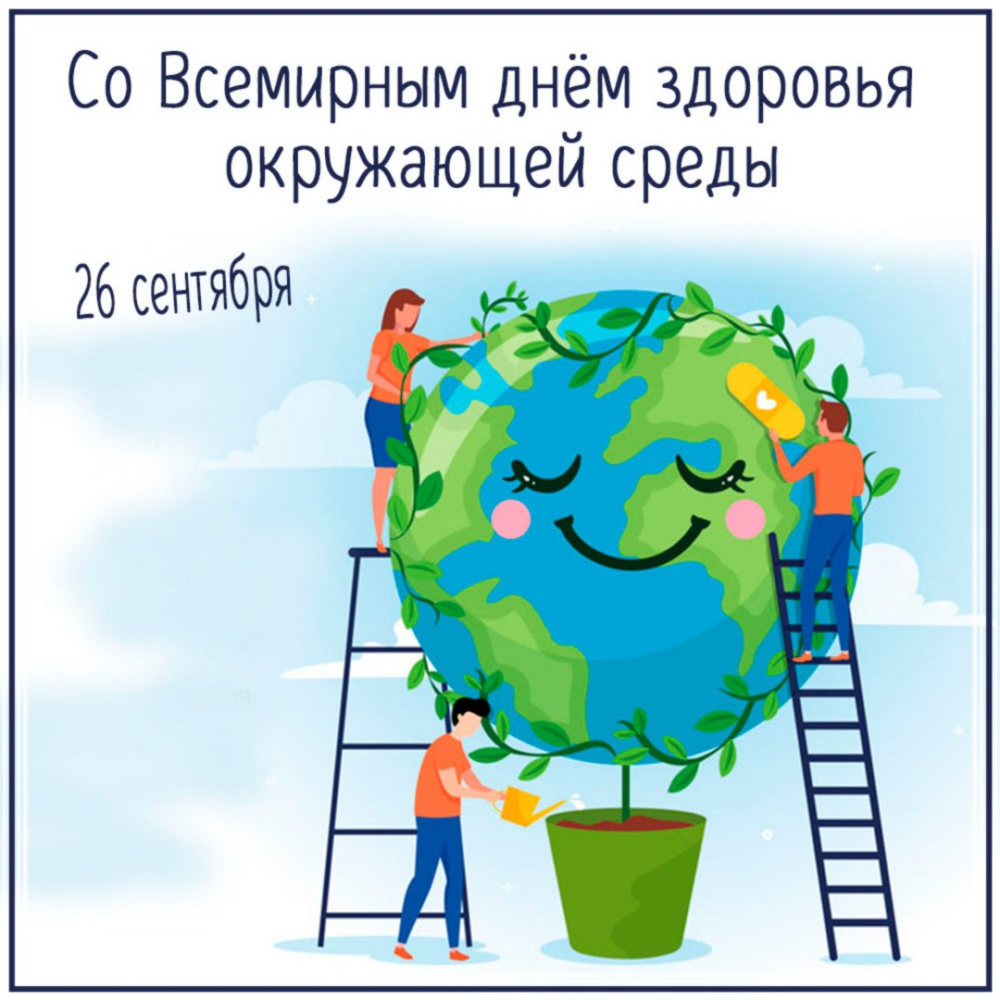 Со Всемирным днём здоровья
окружающей среды
26 сентября